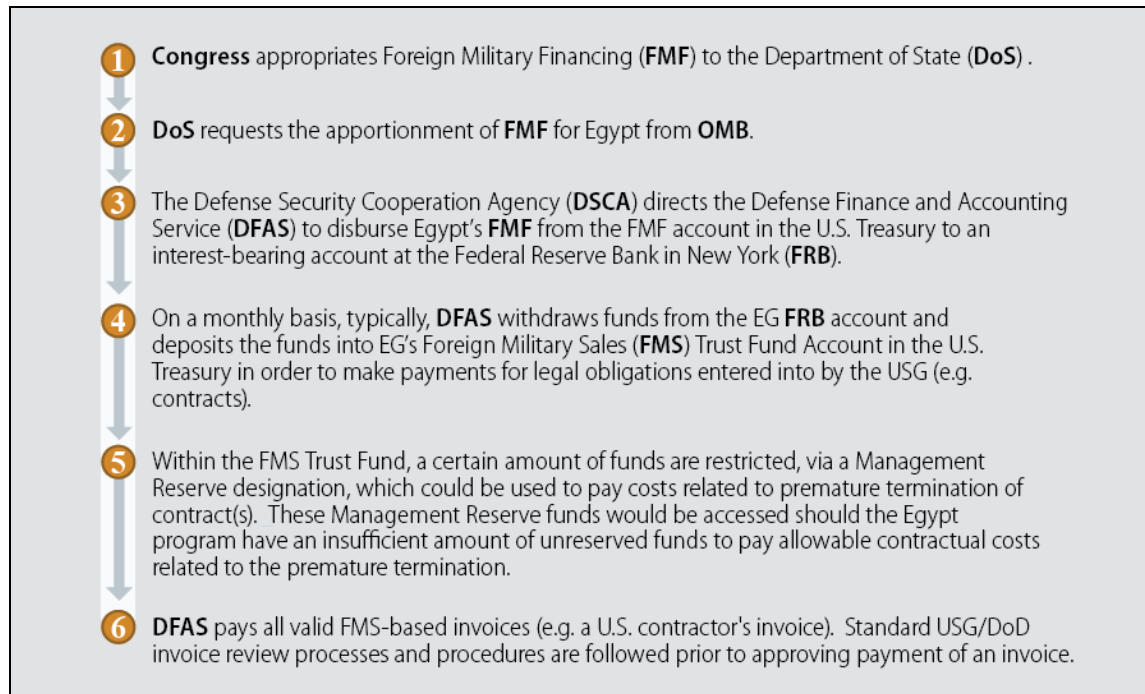 1 Congress appropriates Foreign Military Financing (FMF) to the Department of State (DoS) .
2 DoS requests the apportionment of FMF for Egypt from OMB.
3 The Defense Security Cooperation Agency (DSCA) directs the Defense Finance and Accounting
Service (DFAS) to disburse Egypt's FMF from the FMF account in the U.S. Treasury to an
interest-bearing account at the Federal Reserve Bank in New York (FRB).
4 On a monthly basis, typically, DFAS withdraws funds from the EG FRB account and
deposits the funds into EG's Foreign Military Sales (FMS) Trust Fund Account in the U.S.
Treasury in order to make payments for legal obligations entered into by the USG (e.g.
contracts).
5 Within the FMS Trust Fund, a certain amount of funds are restricted, via a Management
Reserve designation, which could be used to pay costs related to premature termination of
contract(s). These Management Reserve funds would be accessed should the Egypt
program have an insufficient amount of unreserved funds to pay allowable contractual costs
related to the premature termination.
6 DFAS pays all valid FMS-based invoices (e.g. a U.S. contractor's invoice). Standard USG/DoD
invoice review processes and procedures are followed prior to approving payment of an invoice.